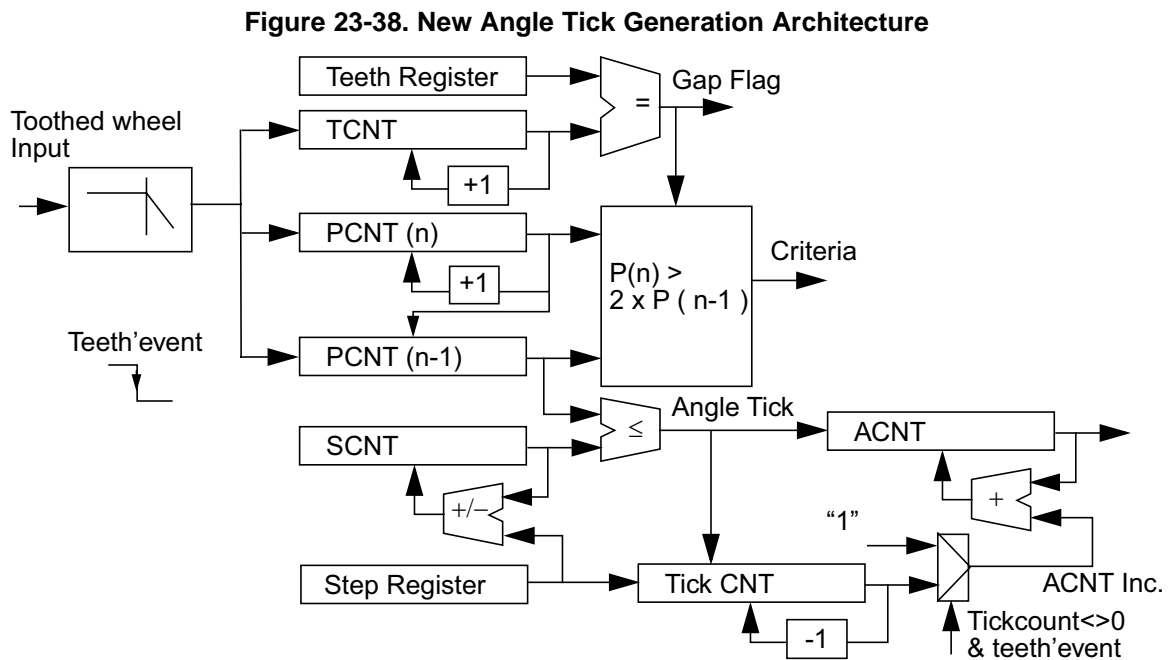 Figure 23-38. New Angle Tick Generation Architecture
Teeth Register
Gap Flag
=
Toothed wheel
Input
TCNT
+1
PCNT (n)
+1
P(n) >
2 x P ( n-1 )
Criteria
Teeth'event
PCNT (n-1)
Angle Tick
≤
SCNT
ACNT
+/−
+
"1"
Step Register
Tick CNT
ACNT Inc.
-1
Tickcount<>0
& teeth'event